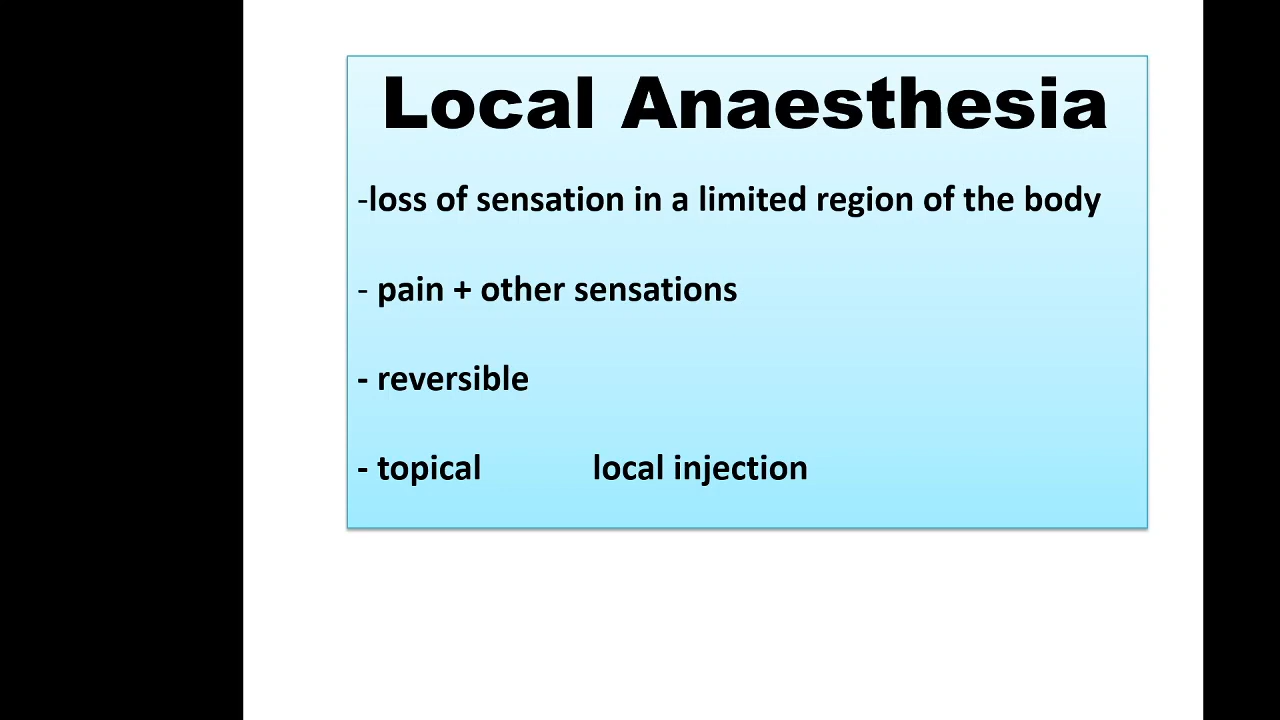 Local Anaesthesia
-loss of sensation in a limited region of the body
- pain + other sensations
- reversible
- topical local injection